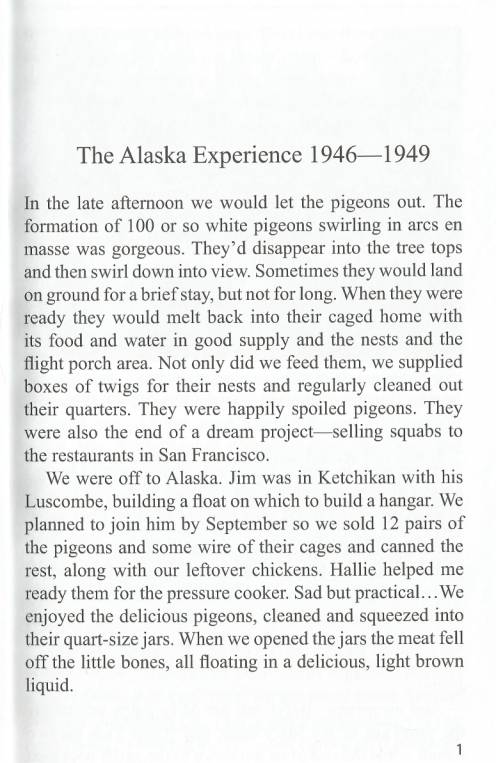 The Alaska Experience 1946—1949
In the late afternoon we would let the pigeons out. The
formation of 100 or so white pigeons swirling in arcs en
masse was gorgeous. They’d disappear into the tree tops
and then swirl down into view. Sometimes they would land
on ground for a brief stay, but not for long. When they were
ready they would melt back into their caged home with
its food and water in good supply and the nests and the
flight porch area. Not only did we feed them, we supplied
boxes of twigs for their nests and regularly cleaned out
their quarters. They were happily spoiled pigeons. They
were also the end of a dream project—selling squabs to
the restaurants in San Francisco.
We were off to Alaska. Jim was in Ketchikan with his
Luscombe, building a float on which to build a hangar. We
planned to join him by September so we sold 12 pairs of
the pigeons and some wire of their cages and canned the
rest, along with our leftover chickens. Hallie helped me
ready them for the pressure cooker. Sad but practical…We
enjoyed the delicious pigeons, cleaned and squeezed into
their quart-size jars. When we opened the jars the meat fell
off the little bones, all floating in a delicious, light brown
liquid.
1